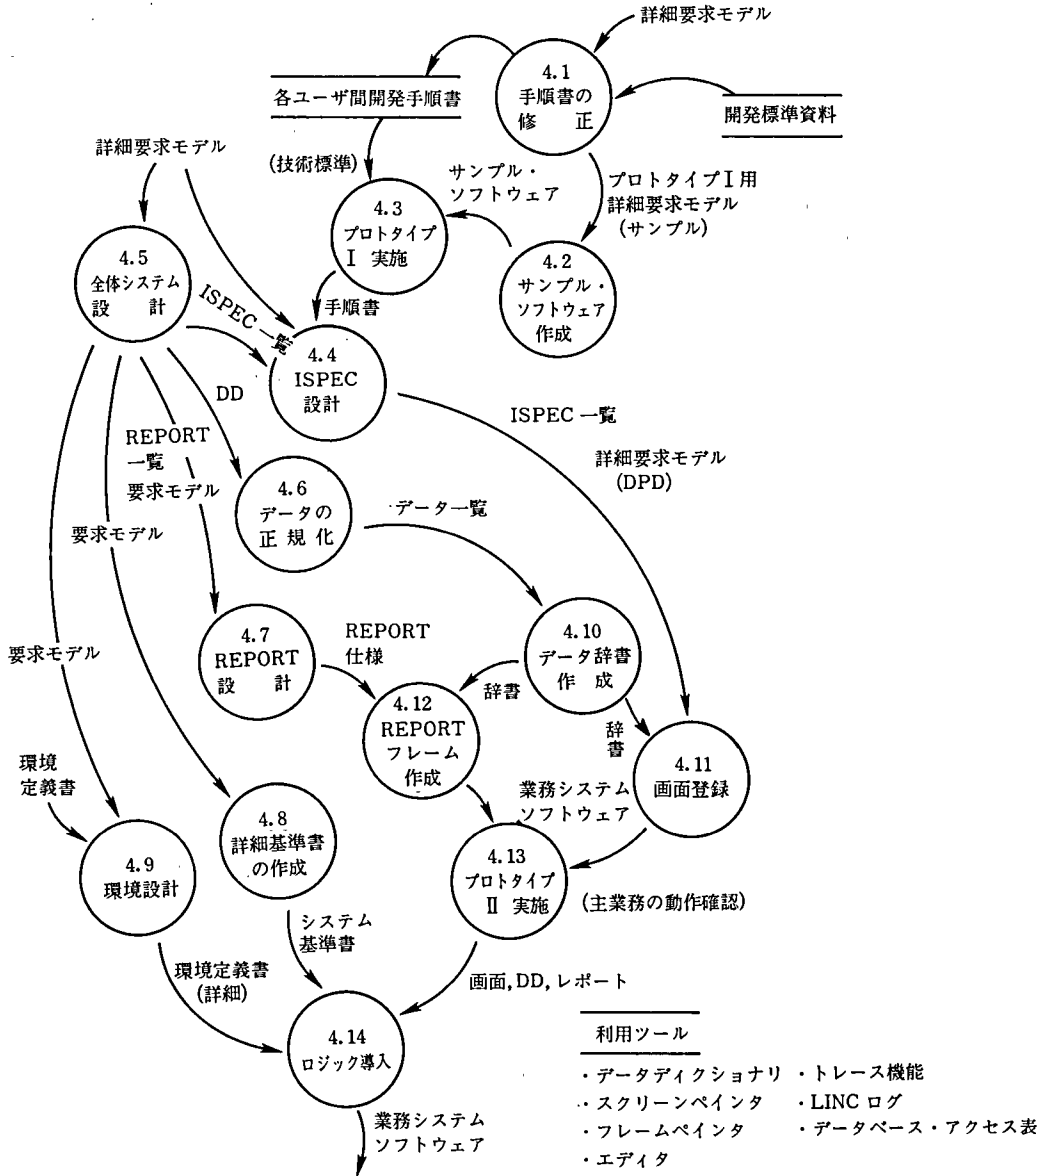 詳細要求モデル
4.1
手順書の
修 正
各ユーザ間開発手順書
開発標準資料
詳細要求モデル
(技術標準)
サンプル・
ソフトウェア
プロトタイプⅠ用
詳細要求モデル
(サンプル)
4.3
プロトタイプ
Ⅰ 実施
4.2
サンプル・
ソフトウェア
作成
4.5
全体システム
設 計
手順書
ISPEC 一覧
4.4
ISPEC
設計
DD
ISPEC 一覧
REPORT
一覧
要求モデル
詳細要求モデル
(DPD)
4.6
データの
正 規 化
データ一覧
要求モデル
4.7
REPORT
設 計
REPORT
仕様
4.10
データ辞書
作 成
要求モデル
辞書
辞
書
4.12
REPORT
フレーム
作成
4.11
画面登録
環境
定義書
業務システム
ソフトウェア
4.8
詳細基準書
の作成
4.9
環境設計
4.13
プロトタイプ
Ⅱ 実施
(主業務の動作確認)
システム
基準書
環境定義書
(詳細)
画面,DD,レポート
4.14
ロジック導入
業務システム
ソフトウェア
利用ツール
・データディクショナリ ・トレース機能
・スクリーンペインタ ・LINC ログ
・フレームペインタ ・データベース・アクセス表
・エディタ